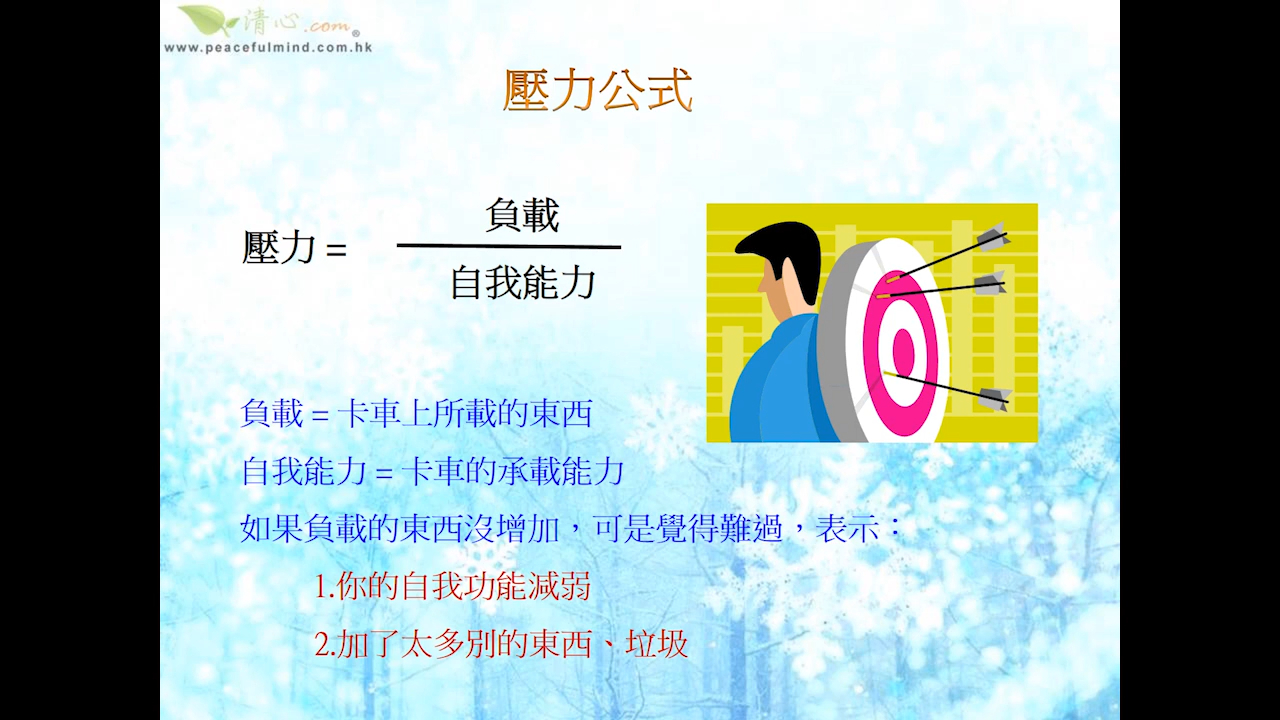 清心.com®
www.peacefulmind.com.hk
壓力公式
負載
壓力 =
自我能力
負載 = 卡車上所載的東西
自我能力 = 卡車的承載能力
如果負載的東西沒增加，可是覺得難過，表示：
1.你的自我功能減弱
2.加了太多別的東西、垃圾